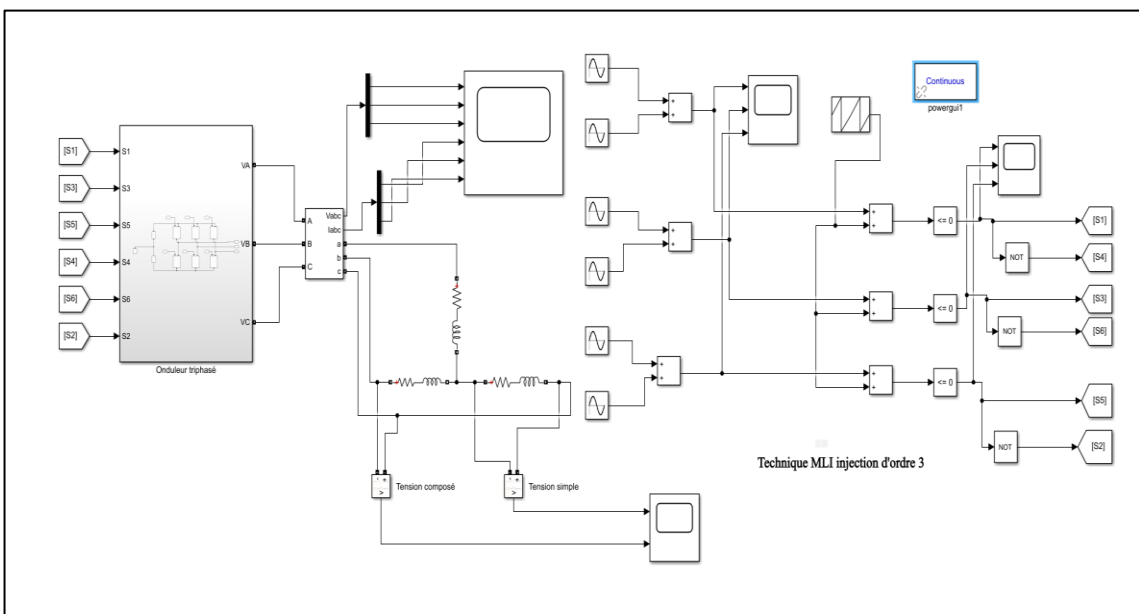 Continuous
powergui1
[S1]
[S3]
[S5]
[S4]
[S6]
[S2]
S1
S3
S5
S4
S6
S2
VA
VB
VC
Onduleur triphasé
A
B
C
Vabc
Iabc
a
b
c
+
+
+
+
+
+
+
+
<= 0
NOT
[S1]
[S4]
+
+
<= 0
NOT
[S3]
[S6]
+
+
<= 0
NOT
[S5]
[S2]
Technique MLI injection d'ordre 3
- +
>
Tension composé
- +
>
Tension simple